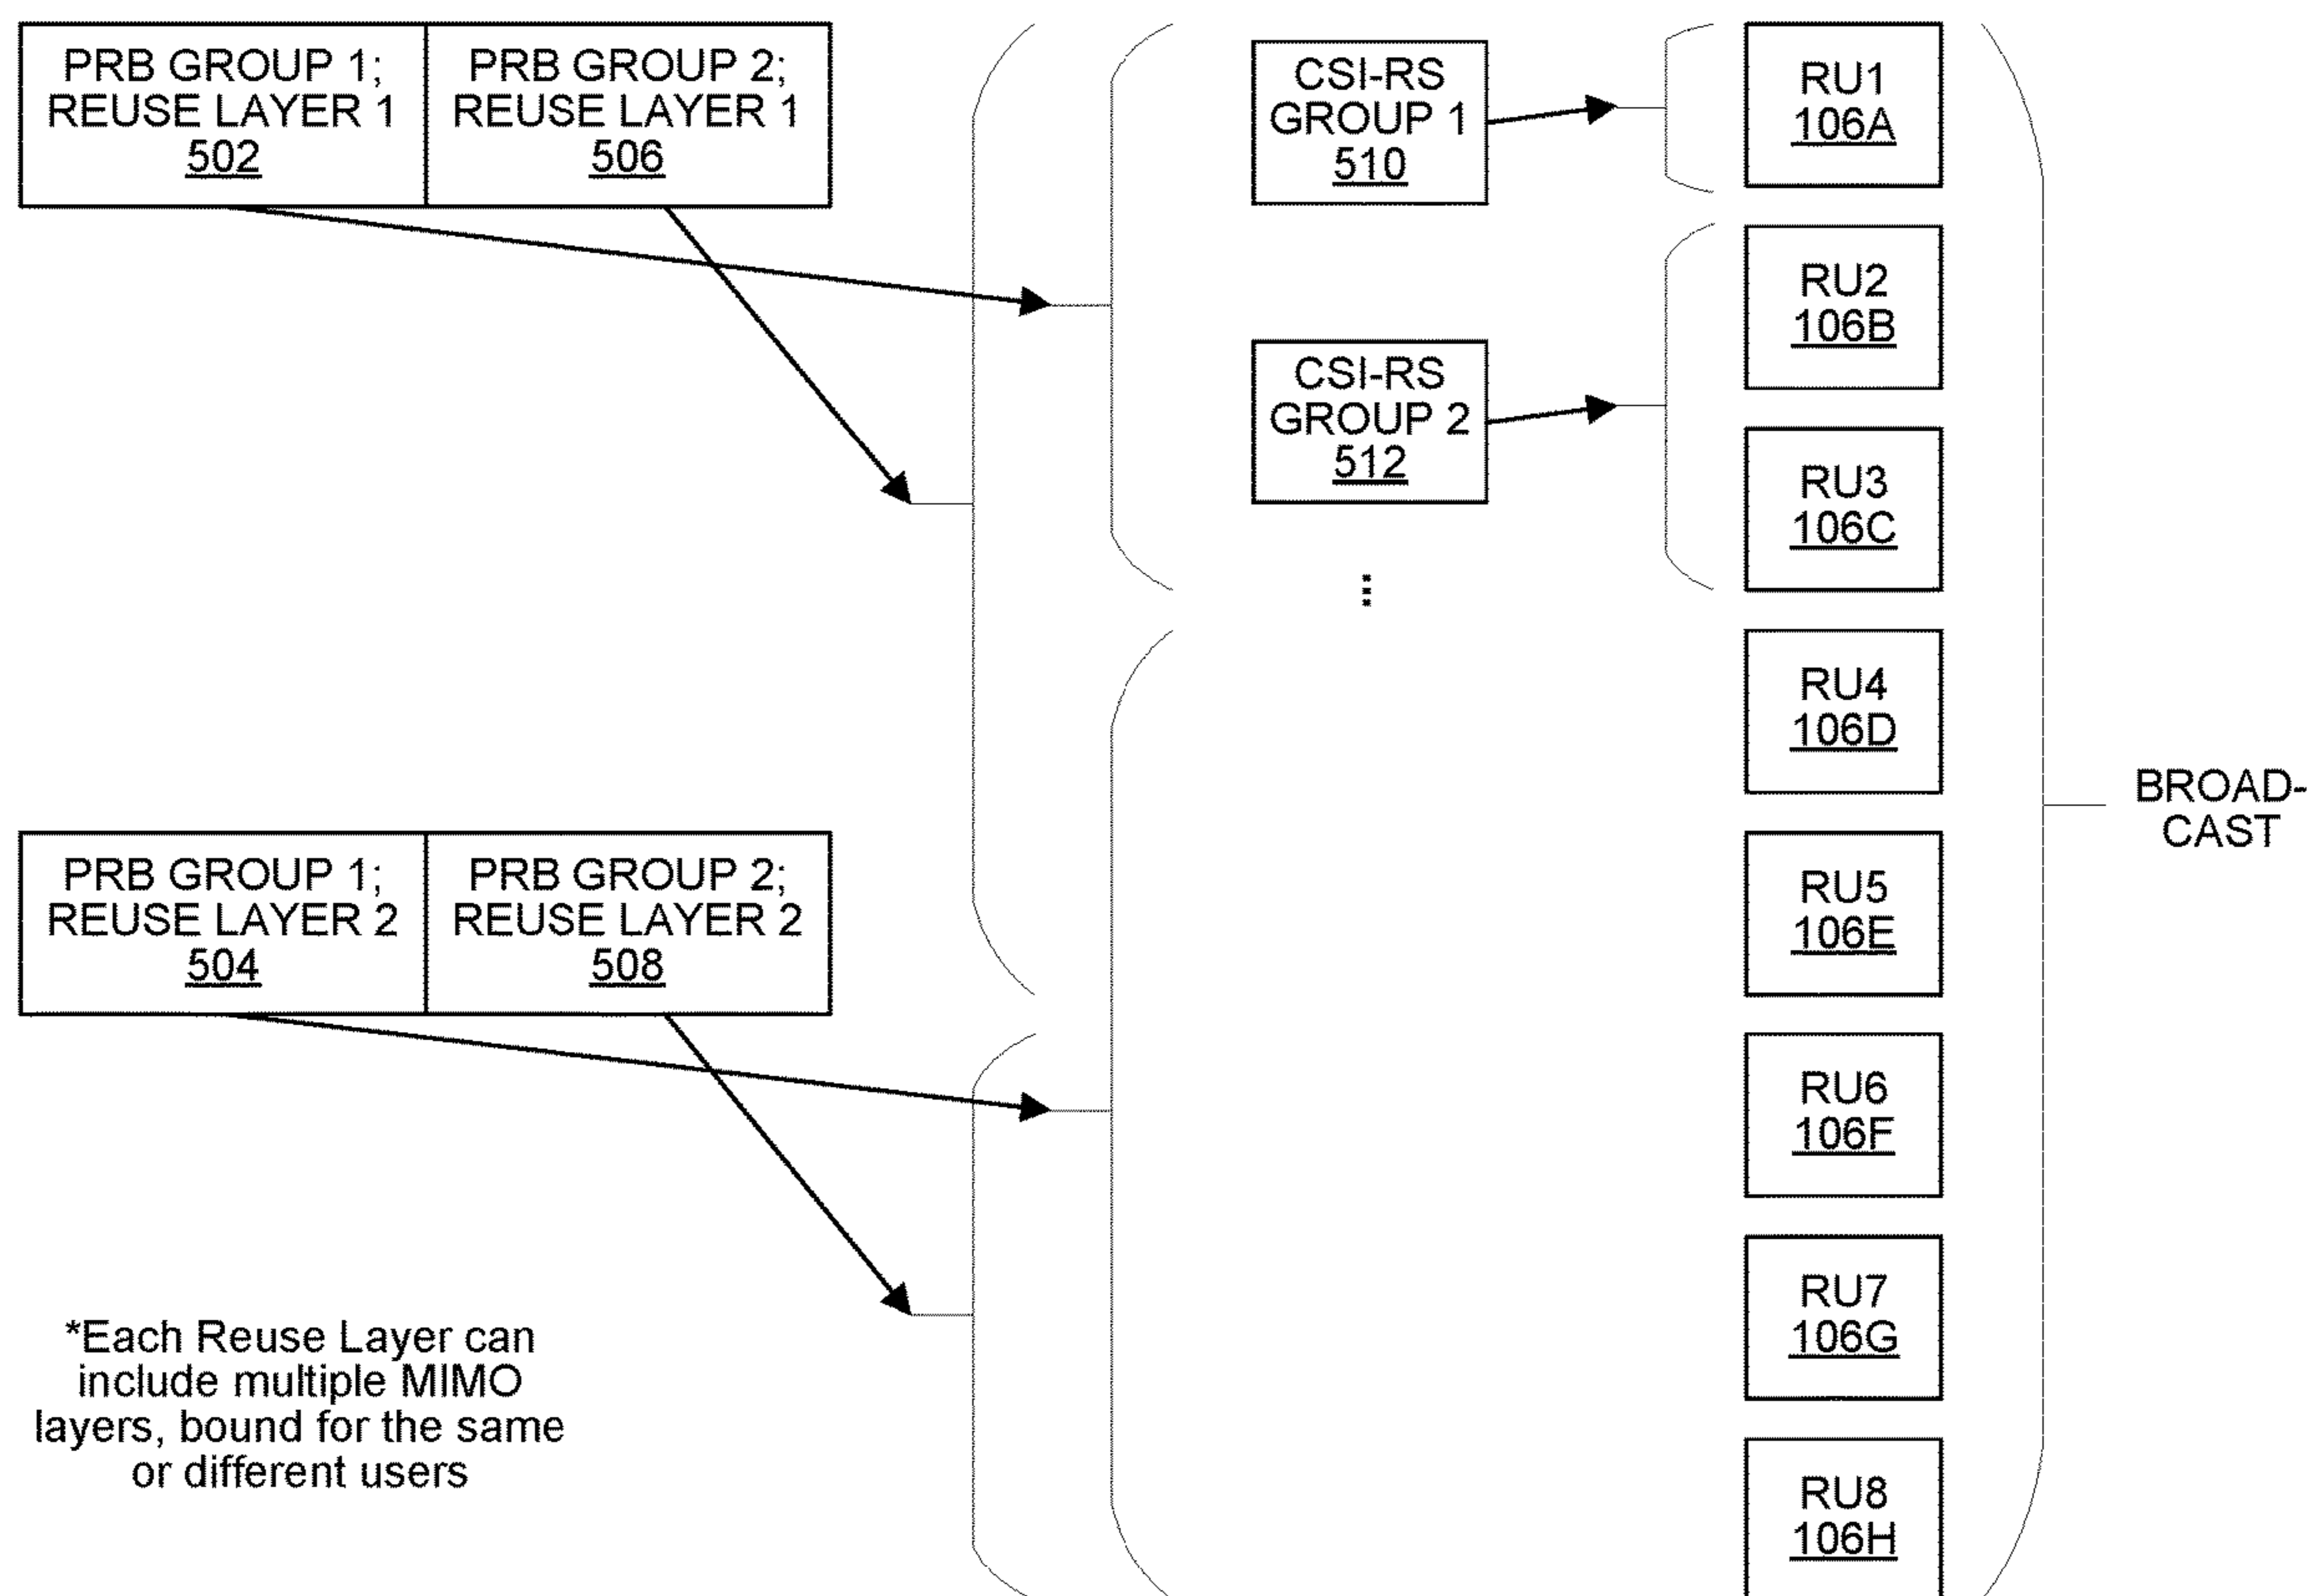 PRB GROUP 1;
REUSE LAYER 1
502
PRB GROUP 2;
REUSE LAYER 1
506
CSI-RS
GROUP 1
510
RU1
106A
RU2
106B
CSI-RS
GROUP 2
512
RU3
106C
...
RU4
106D
BROAD-
CAST
PRB GROUP 1;
REUSE LAYER 2
504
PRB GROUP 2;
REUSE LAYER 2
508
RU5
106E
RU6
106F
RU7
106G
*Each Reuse Layer can
include multiple MIMO
layers, bound for the same
or different users
RU8
106H